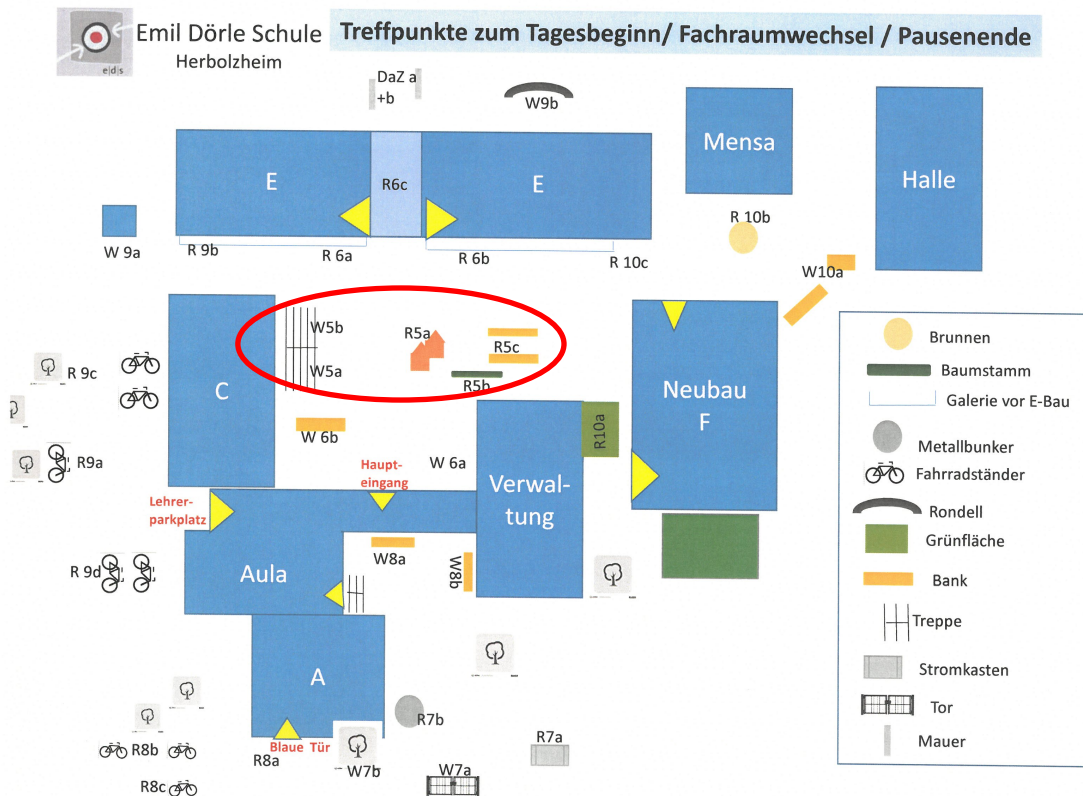 e|d|s
Emil Dörle Schule
Herbolzheim
Treffpunkte zum Tagesbeginn/ Fachraumwechsel / Pausenende
DaZ a
+b
W9b
E
R6c
E
Mensa
Halle
W 9a
R 9b
R 6a
R 6b
R 10c
R 10b
W10a
C
W5b
W5a
R5a
R5c
R5b
W 6b
W 6a
R 9c
R9a
R 9d
Neubau
F
R10a
Verwal-
tung
Haupt-
eingang
Lehrer-
parkplatz
Aula
W8a
W8b
A
Blaue Tür
R8a
R8b
R8c
W7b
R7b
W7a
R7a
Brunnen
Baumstamm
Galerie vor E-Bau
Metallbunker
Fahrradständer
Rondell
Grünfläche
Bank
Treppe
Stromkasten
Tor
Mauer